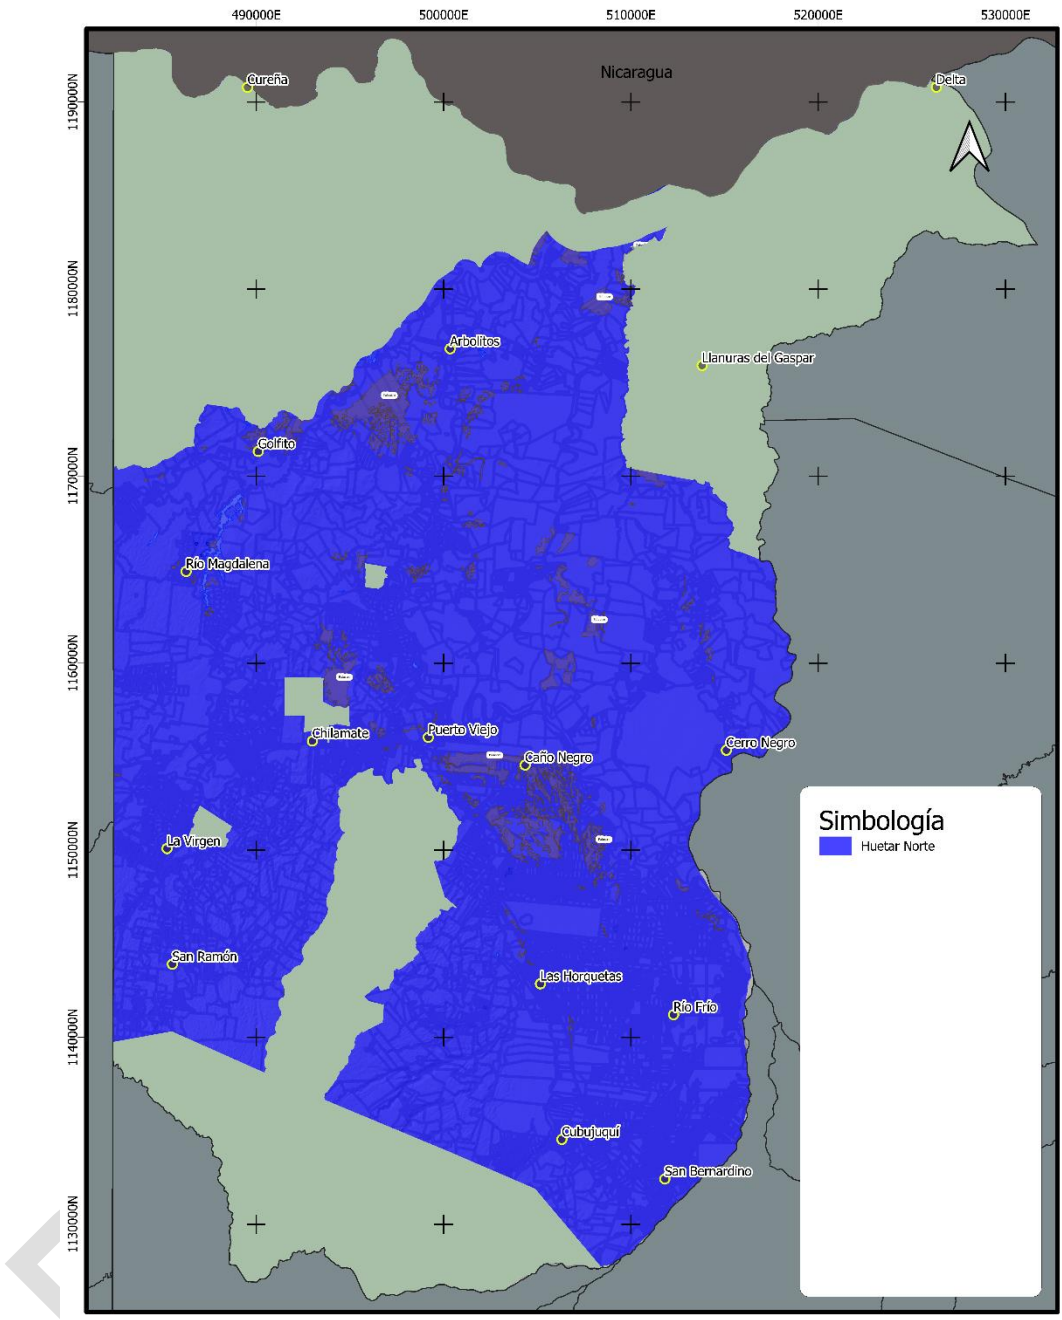 490000E 500000E 510000E 520000E 530000E
Nicaragua
Cureña
Delta
1190000N
1180000N
Arbolitos
Llanuras del Gaspar
Golfito
1170000N
Río Magdalena
1160000N
Chilamate
Puerto Viejo
Cerro Negro
Caño Negro
Simbología
Huetar Norte
La Virgen
1150000N
San Ramón
Las Horquetas
Río Frío
1140000N
Cubujuquí
San Bernardino
1130000N